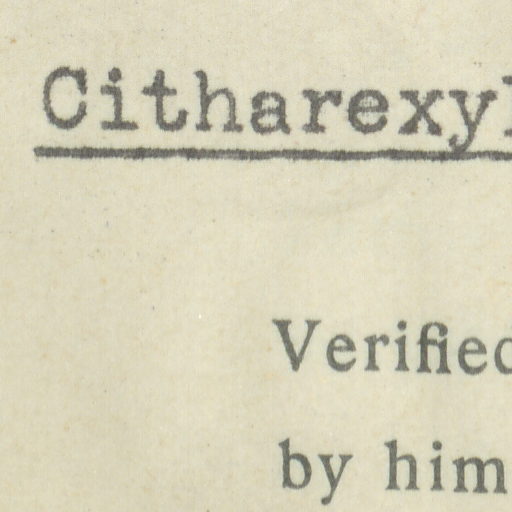 Citharexyl
Verified
by him